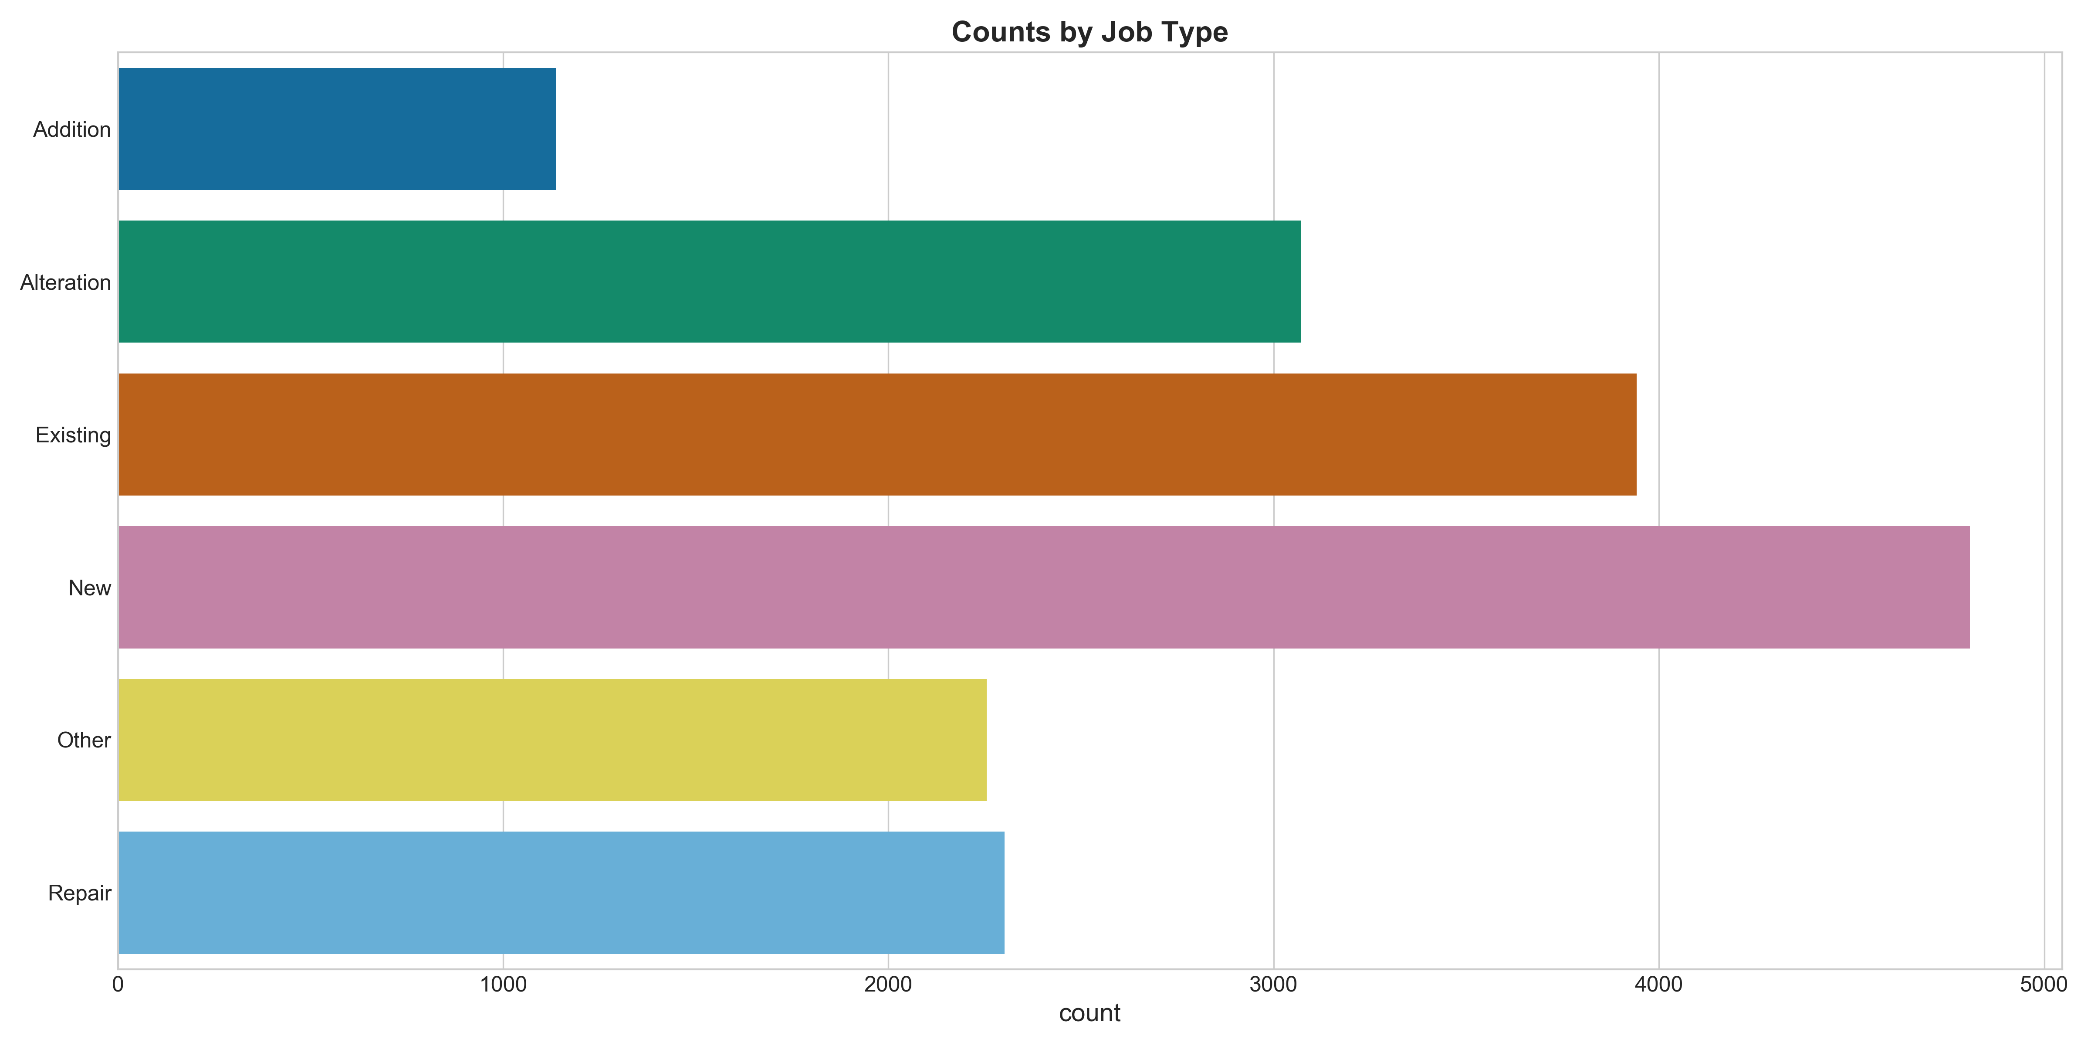 Counts by Job Type
Addition
Alteration
Existing
New
Other
Repair
0 1000 2000 3000 4000 5000
count